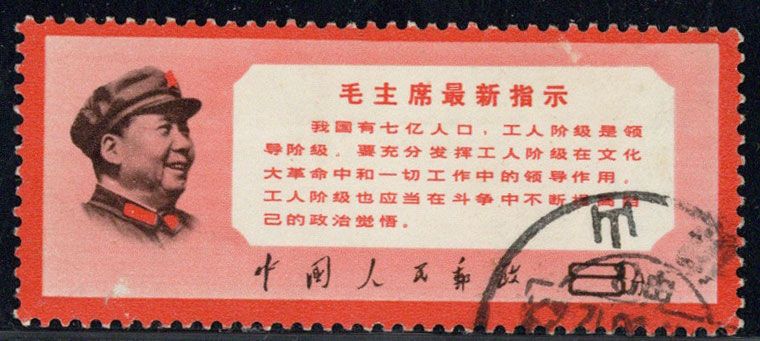 毛主席最新指示
我国有七亿人口，工人阶级是领
导阶级。要充分发挥工人阶级在文化
大革命中和一切工作中的领导作用。
工人阶级也应当在斗争中不断提高自
己的政治觉悟。
中国人民邮政